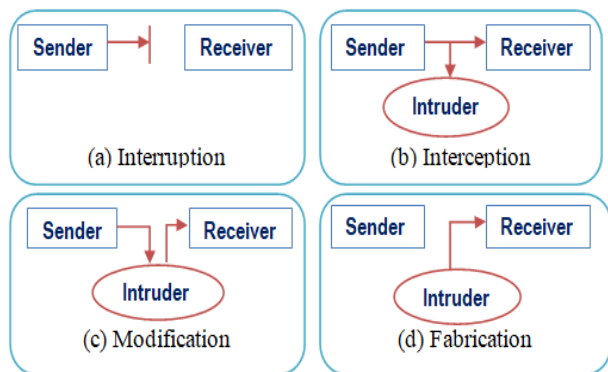 Sender Receiver
(a) Interruption
Sender Receiver
Intruder
(b) Interception
Sender Receiver
Intruder
(c) Modification
Sender Receiver
Intruder
(d) Fabrication